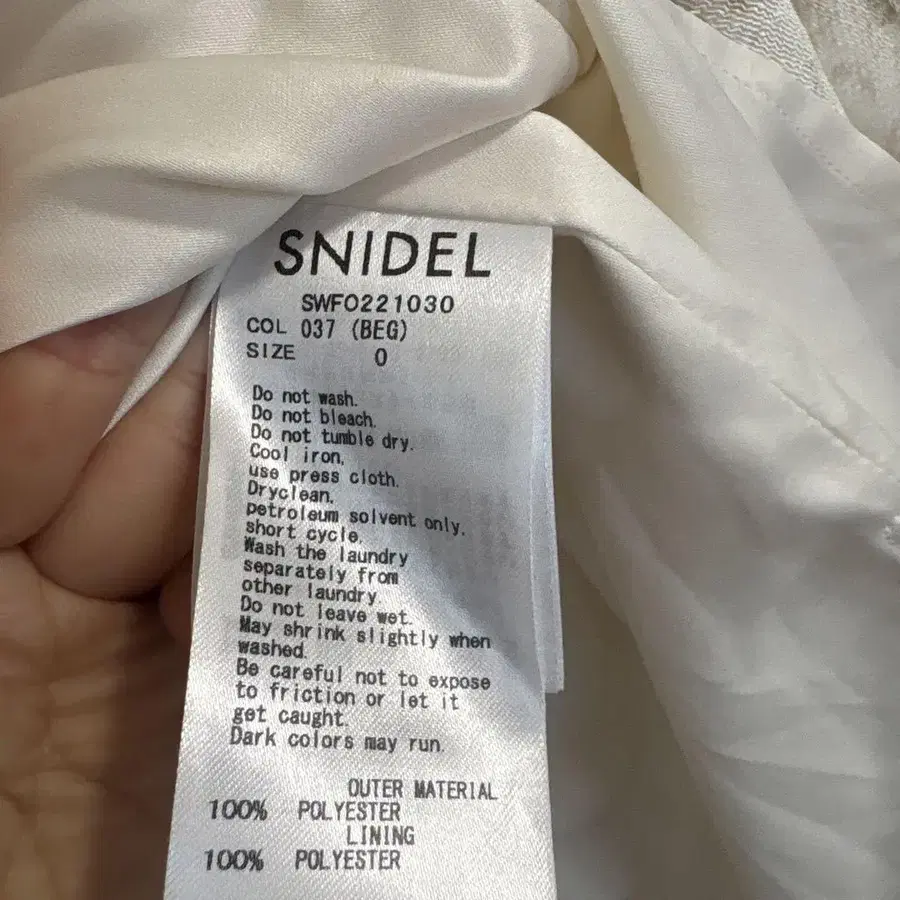 SNIDEL
SWFO221030
COL 037 (BEG)
SIZE 0
Do not wash.
Do not bleach.
Do not tumble dry.
Cool iron.
use press cloth.
Dryclean.
petroleum solvent only.
short cycle.
Wash the laundry
separately from
other laundry.
Do not leave wet.
May shrink slightly when
washed.
Be careful not to expose
to friction or let it
get caught.
Dark colors may run.
OUTER MATERIAL
100% POLYESTER
LINING
100% POLYESTER